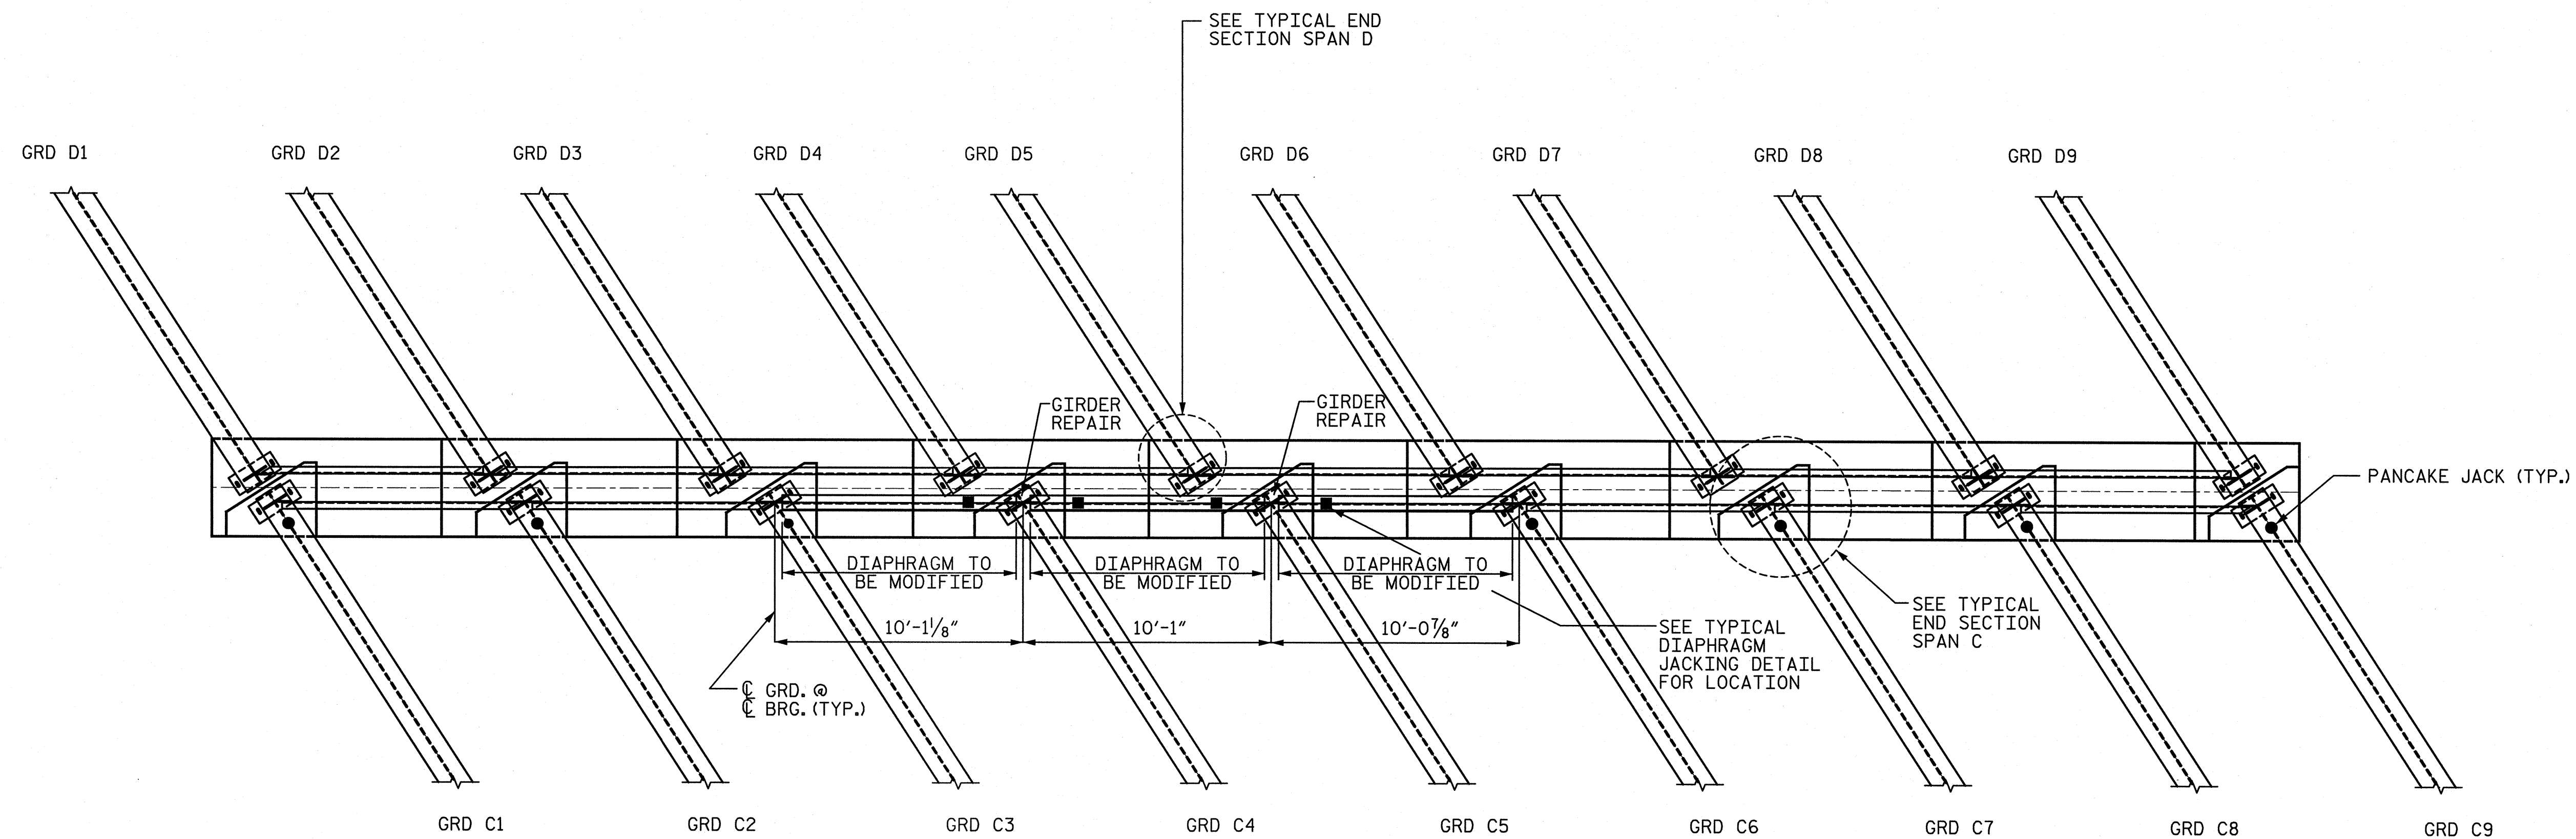 SEE TYPICAL END
SECTION SPAN D
GRD D1
GRD D2
GRD D3
GRD D4
GRD D5
GRD D6
GRD D7
GRD D8
GRD D9
GIRDER
REPAIR
GIRDER
REPAIR
PANCAKE JACK (TYP.)
DIAPHRAGM TO
BE MODIFIED
DIAPHRAGM TO
BE MODIFIED
DIAPHRAGM TO
BE MODIFIED
10'-1⅛"
10'-1"
10'-0⅞"
SEE TYPICAL
DIAPHRAGM
JACKING DETAIL
FOR LOCATION
SEE TYPICAL
END SECTION
SPAN C
℄ GRD. @
℄ BRG. (TYP.)
GRD C1
GRD C2
GRD C3
GRD C4
GRD C5
GRD C6
GRD C7
GRD C8
GRD C9